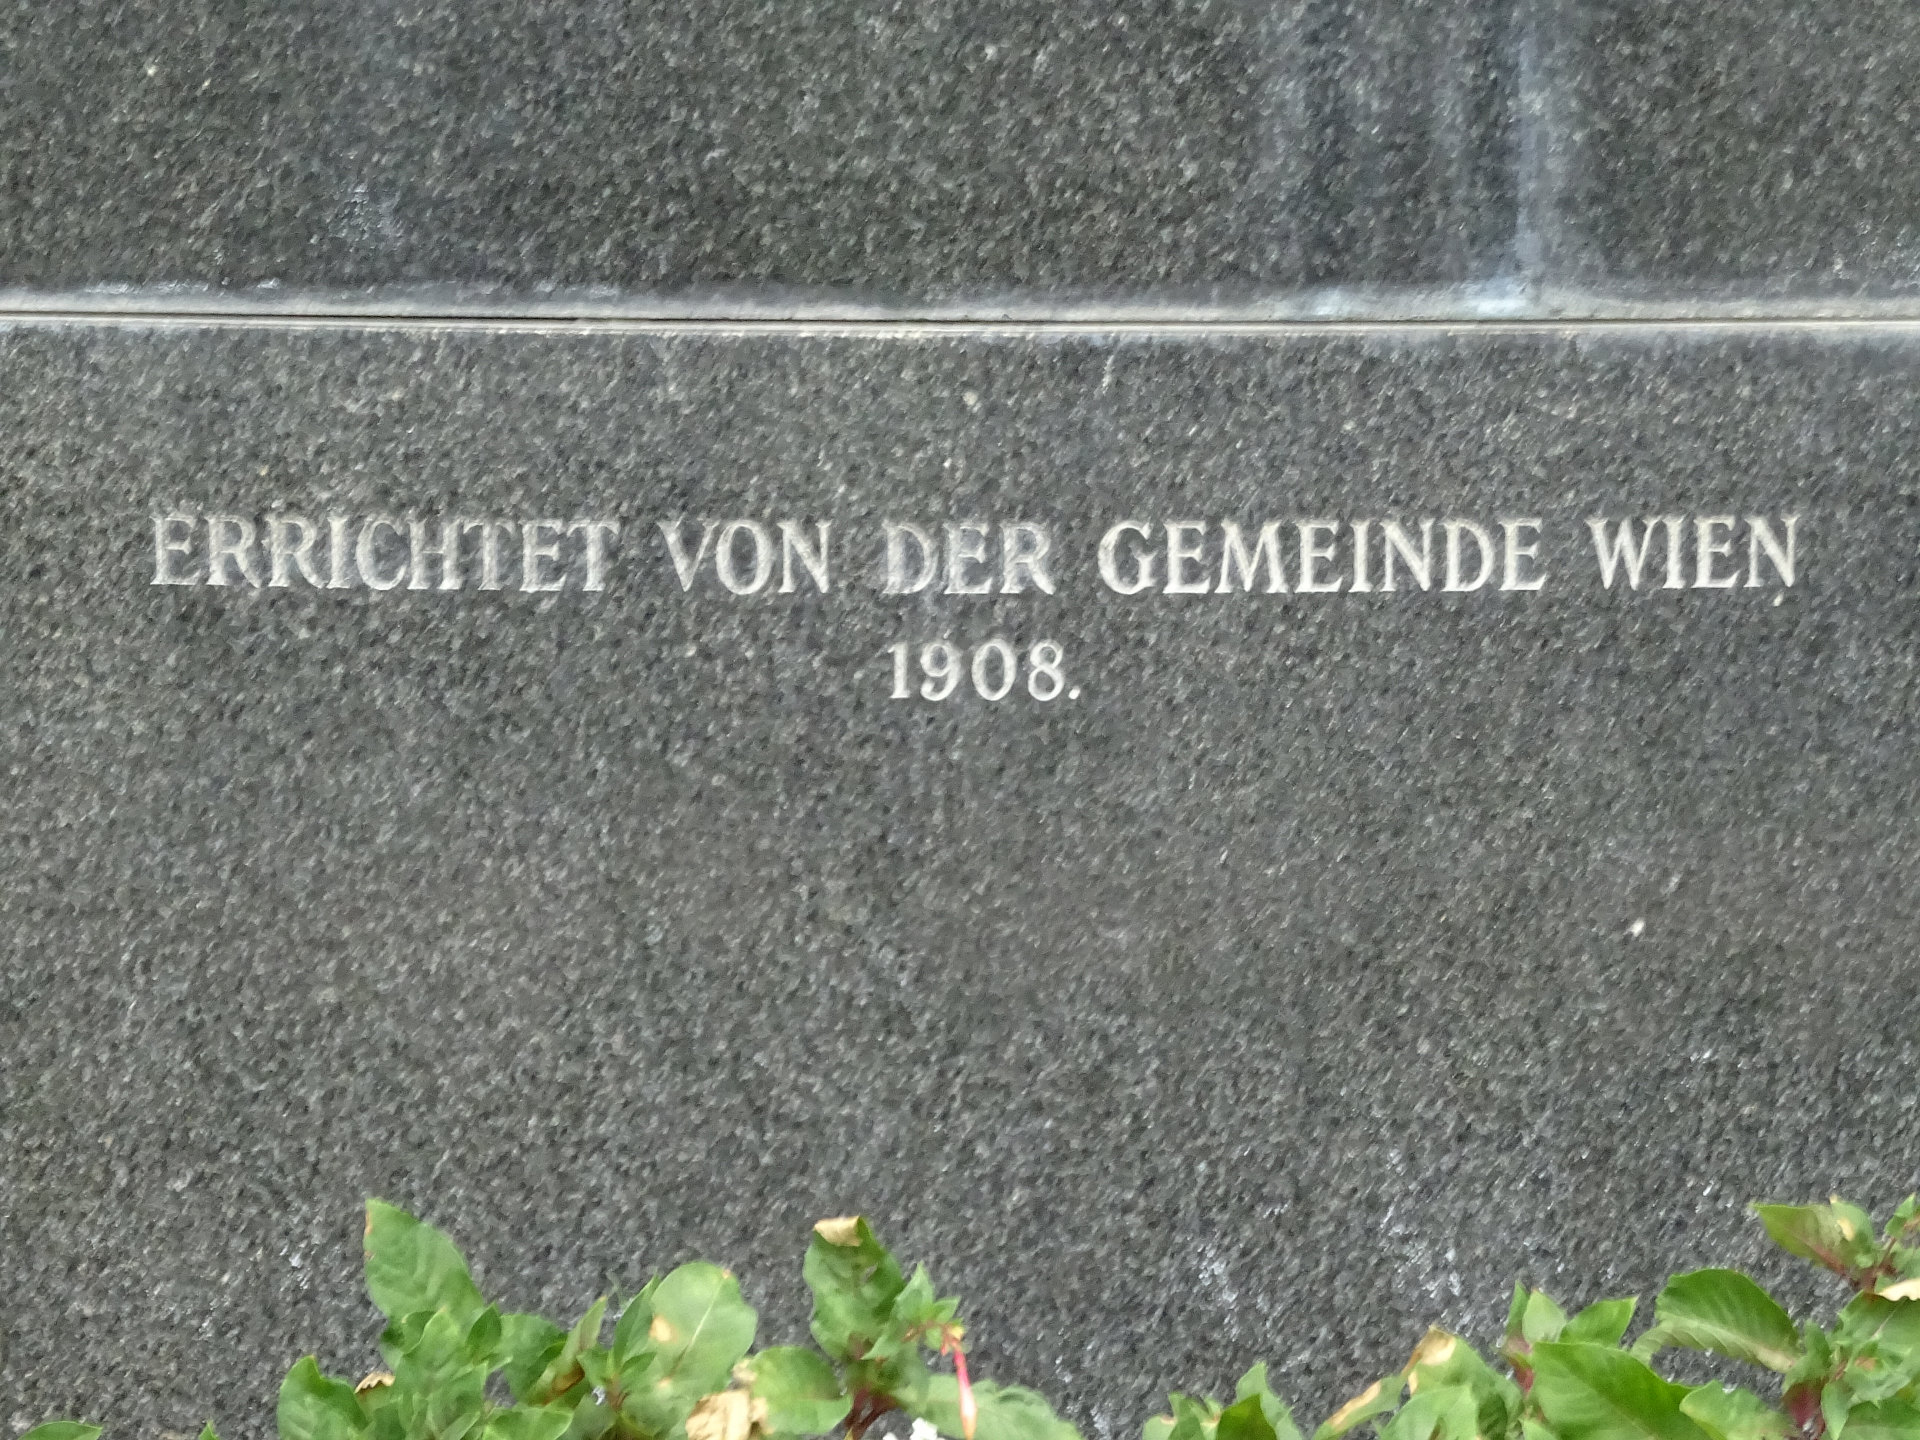 ERRICHTET VON DER GEMEINDE WIEN
1908.